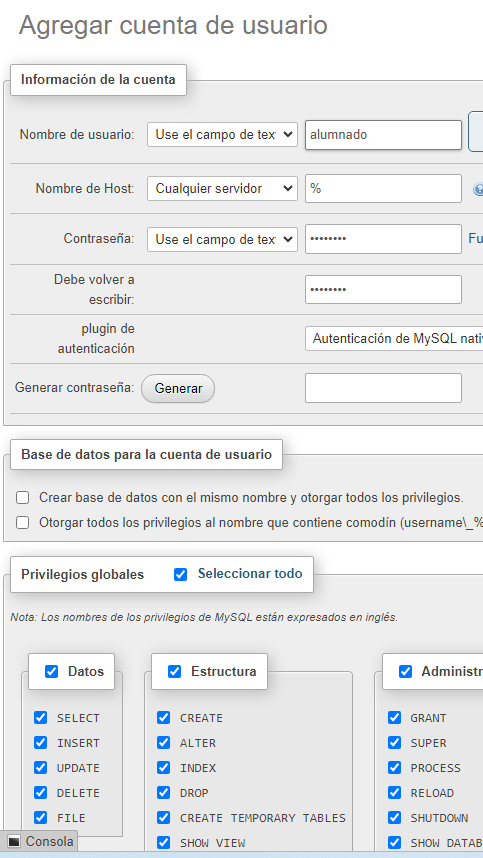 Agregar cuenta de usuario
Información de la cuenta
Nombre de usuario: Use el campo de tex alumnado
Nombre de Host: Cualquier servidor %
Contraseña: Use el campo de tex •••••••• Fu
Debe volver a
escribir: ••••••••
plugin de
autenticación Autenticación de MySQL nati
Generar contraseña: Generar
Base de datos para la cuenta de usuario
Crear base de datos con el mismo nombre y otorgar todos los privilegios.
Otorgar todos los privilegios al nombre que contiene comodín (username\_%
Privilegios globales Seleccionar todo
Nota: Los nombres de los privilegios de MySQL están expresados en inglés.
Datos Estructura Administr
SELECT CREATE GRANT
INSERT ALTER SUPER
UPDATE INDEX PROCESS
DELETE DROP RELOAD
FILE CREATE TEMPORARY TABLES SHUTDOWN
Consola SHOW VIEW SHOW DATAB